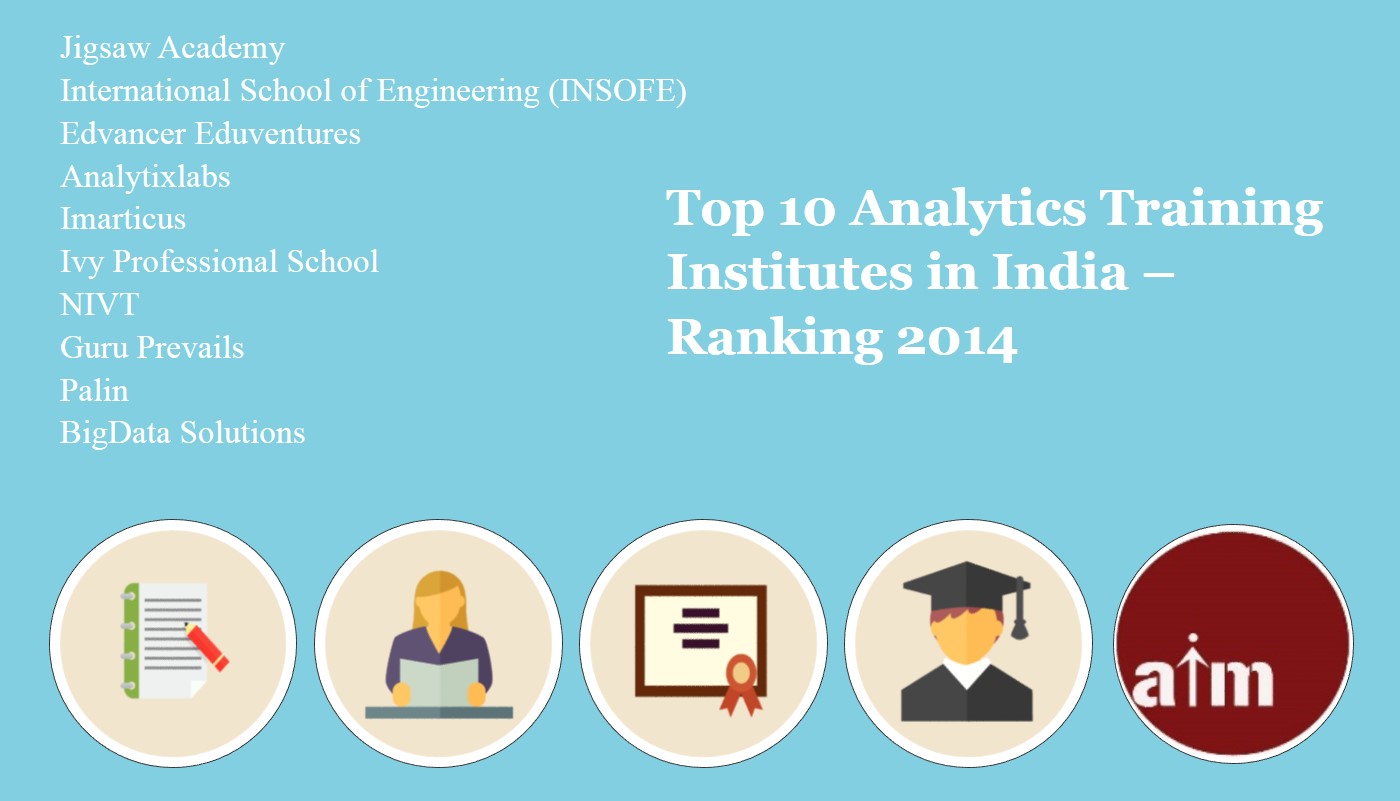 Jigsaw Academy
International School of Engineering (INSOFE)
Edvancer Eduventures
Analytixlabs
Imarticus
Ivy Professional School
NIVT
Guru Prevails
Palin
BigData Solutions
Top 10 Analytics Training
Institutes in India –
Ranking 2014
aim